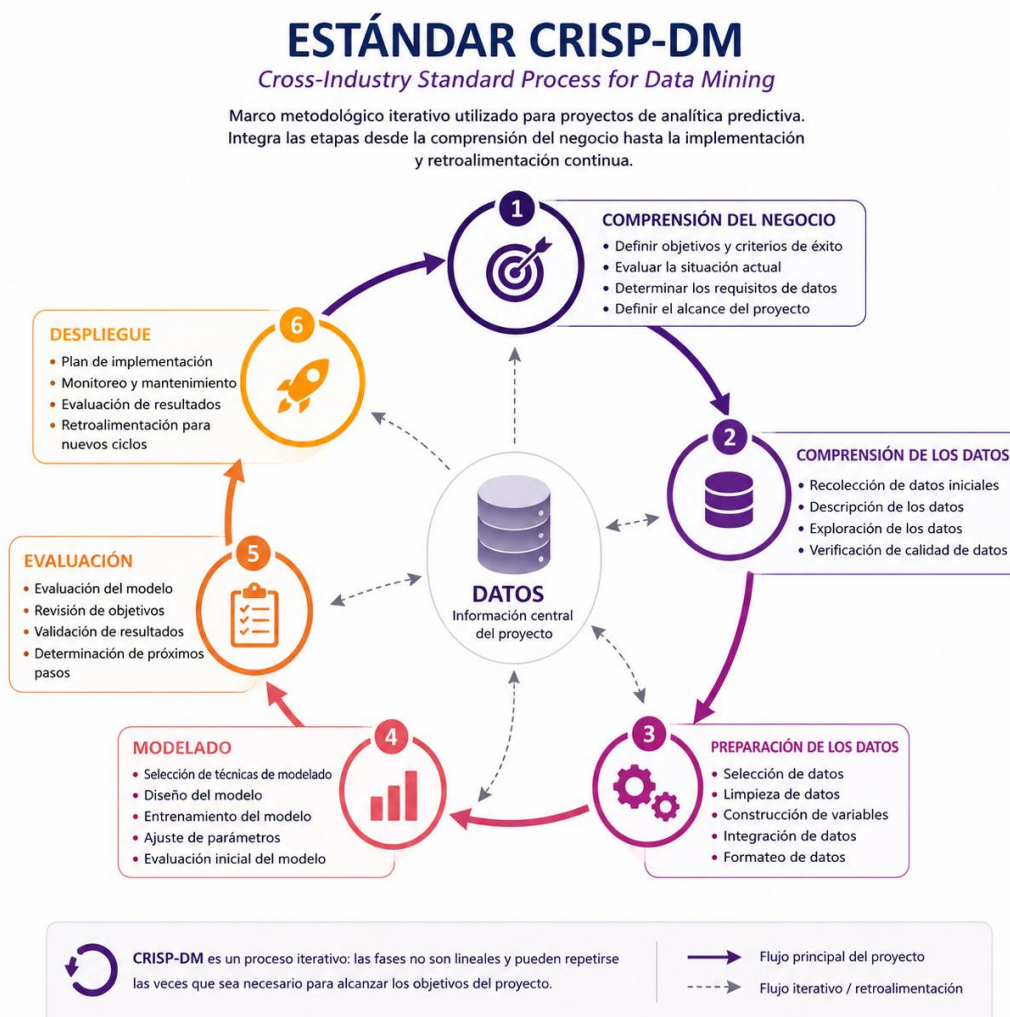 ESTÁNDAR CRISP-DM
Cross-Industry Standard Process for Data Mining
Marco metodológico iterativo utilizado para proyectos de analítica predictiva.
Integra las etapas desde la comprensión del negocio hasta la implementación
y retroalimentación continua.
1
COMPRENSIÓN DEL NEGOCIO
• Definir objetivos y criterios de éxito
• Evaluar la situación actual
• Determinar los requisitos de datos
• Definir el alcance del proyecto
2
COMPRENSIÓN DE LOS DATOS
• Recolección de datos iniciales
• Descripción de los datos
• Exploración de los datos
• Verificación de calidad de datos
3
PREPARACIÓN DE LOS DATOS
• Selección de datos
• Limpieza de datos
• Construcción de variables
• Integración de datos
• Formateo de datos
4
MODELADO
• Selección de técnicas de modelado
• Diseño del modelo
• Entrenamiento del modelo
• Ajuste de parámetros
• Evaluación inicial del modelo
5
EVALUACIÓN
• Evaluación del modelo
• Revisión de objetivos
• Validación de resultados
• Determinación de próximos
pasos
6
DESPLIEGUE
• Plan de implementación
• Monitoreo y mantenimiento
• Evaluación de resultados
• Retroalimentación para
nuevos ciclos
DATOS
Información central
del proyecto
CRISP-DM es un proceso iterativo: las fases no son lineales y pueden repetirse
las veces que sea necesario para alcanzar los objetivos del proyecto.
Flujo principal del proyecto
Flujo iterativo / retroalimentación